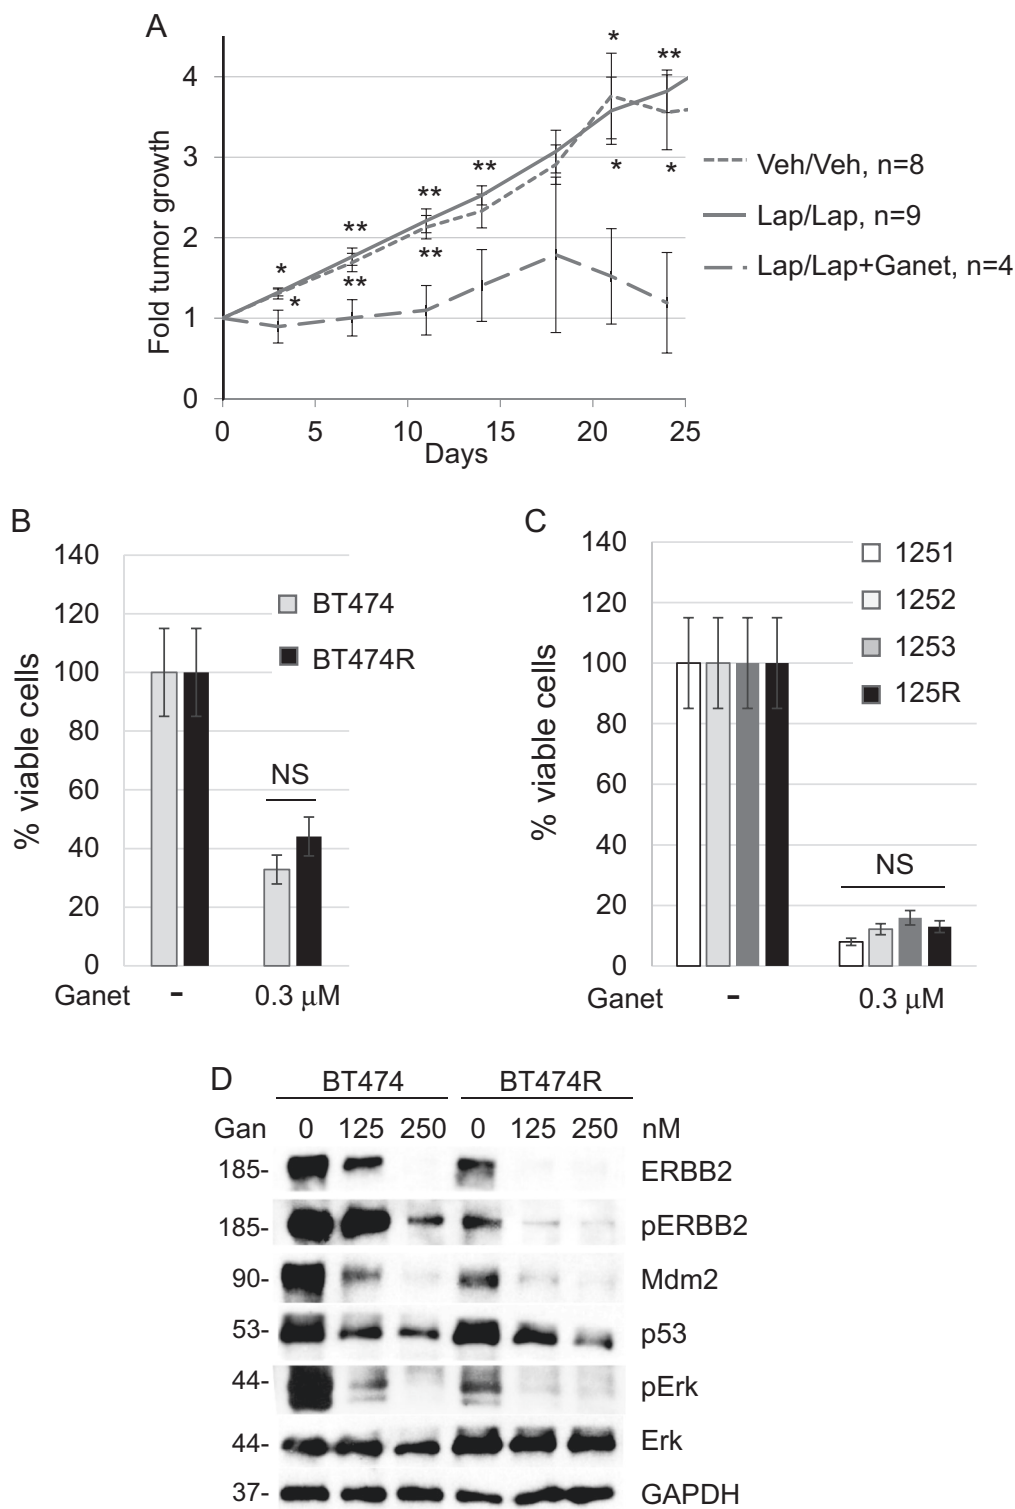 A
Fold tumor growth
4
3
2
1
0
* **
* *
** ** **
** **
* *
0 5 10 15 20 25
Days
Veh/Veh, n=8
Lap/Lap, n=9
Lap/Lap+Ganet, n=4
B
% viable cells
140
120
100
80
60
40
20
0
BT474
BT474R
NS
Ganet - 0.3 μM
C
% viable cells
140
120
100
80
60
40
20
0
1251
1252
1253
125R
NS
Ganet - 0.3 μM
D
BT474 BT474R
Gan 0 125 250 0 125 250 nM
185- ERBB2
185- pERBB2
90- Mdm2
53- p53
44- pErk
44- Erk
37- GAPDH